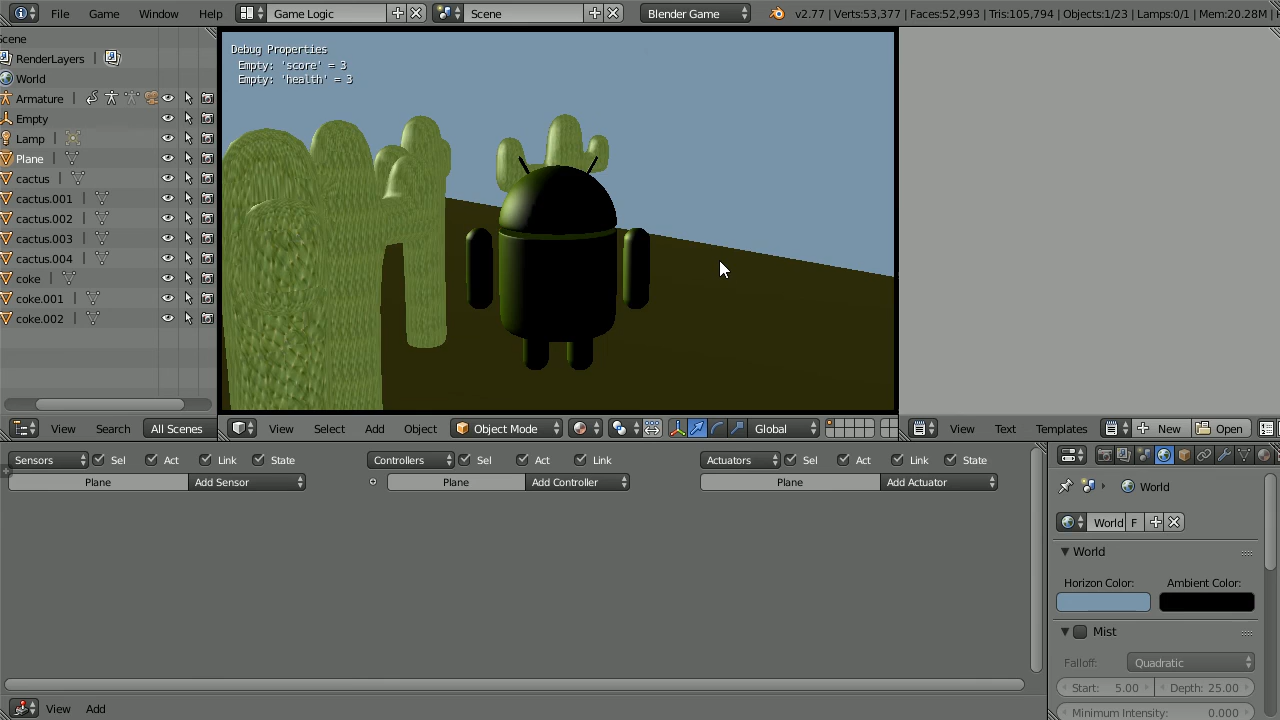 File Game Window Help Game Logic Scene Blender Game v2.77 | Verts:53,377 | Faces:52,993 | Tris:105,794 | Objects:1/23 | Lamps:0/1 | Mem:20.28M |
Scene
RenderLayers
World
Armature
Empty
Lamp
Plane
cactus
cactus.001
cactus.002
cactus.003
cactus.004
coke
coke.001
coke.002
Debug Properties
Empty: 'score' = 3
Empty: 'health' = 3
View Search All Scenes
View Select Add Object Object Mode Global
View Text Templates New Open
Sensors Sel Act Link State
Plane Add Sensor
Controllers Sel Act Link
Plane Add Controller
Actuators Sel Act Link State
Plane Add Actuator
World
World F
World
Horizon Color: Ambient Color:
Mist
Falloff: Quadratic
Start: 5.00 Depth: 25.00
Minimum Intensity: 0.000
View Add